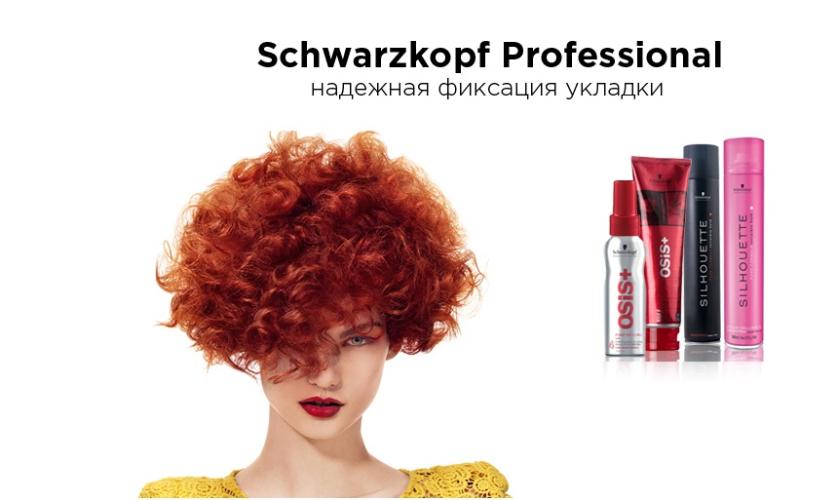 Schwarzkopf Professional
надежная фиксация укладки
OSiS+
OSiS+
SILHOUETTE
SILHOUETTE